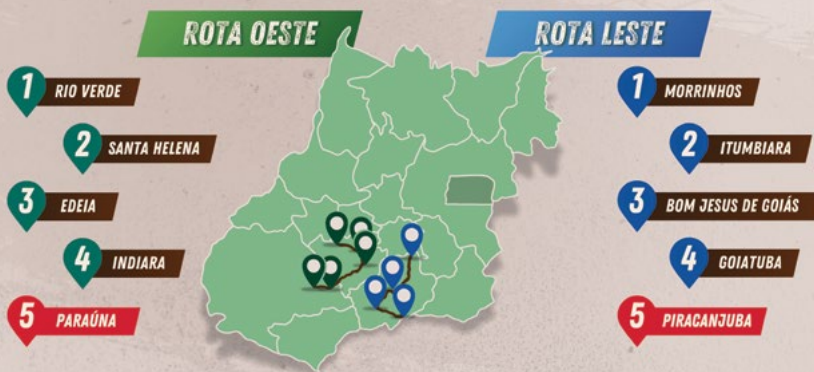 ROTA OESTE
1 RIO VERDE
2 SANTA HELENA
3 EDEIA
4 INDIARA
5 PARAÚNA
ROTA LESTE
1 MORRINHOS
2 ITUMBIARA
3 BOM JESUS DE GOIÁS
4 GOIATUBA
5 PIRACANJUBA